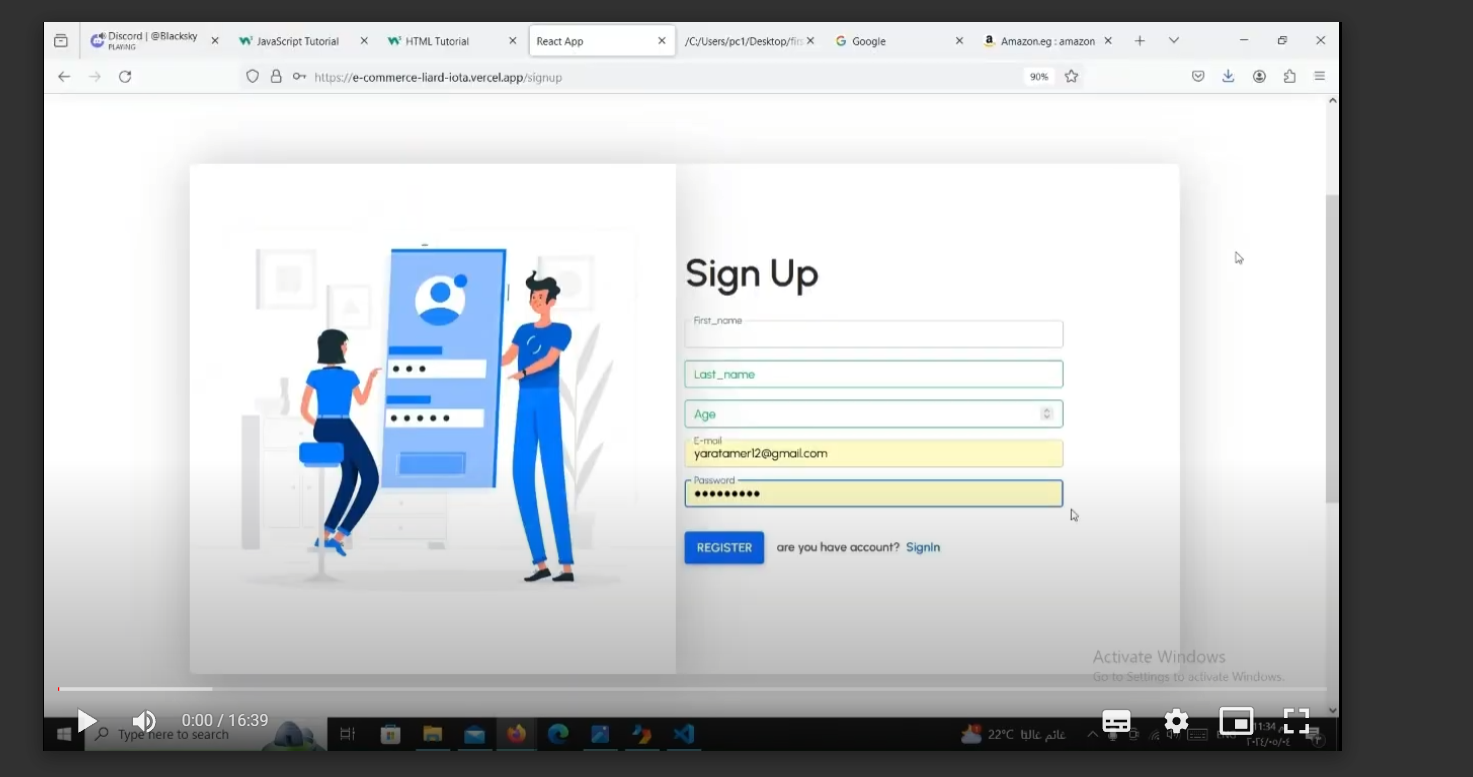 Discord | @Blacksky
PLAYING
JavaScript Tutorial
HTML Tutorial
React App
/C:/Users/pc1/Desktop/firs
Google
Amazon.eg : amazon
https://e-commerce-liard-iota.vercel.app/signup
90%
Sign Up
First_name
Last_name
Age
E-mail
yaratamer12@gmail.com
Password
REGISTER are you have account? SignIn
Activate Windows
Go to Settings to activate Windows.
0:00 / 16:39
Type here to search
22°C غائم غالبا
11:34